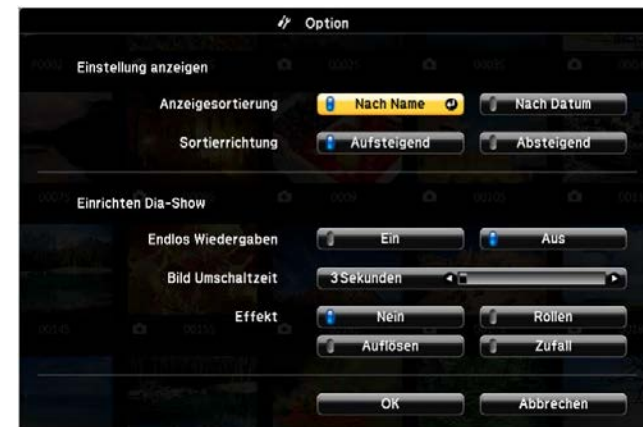 Option
Einstellung anzeigen
Anzeigesortierung Nach Name Nach Datum
Sortierrichtung Aufsteigend Absteigend
Einrichten Dia-Show
Endlos Wiedergaben Ein Aus
Bild Umschaltzeit 3Sekunden
Effekt Nein Rollen
Auflösen Zufall
OK Abbrechen